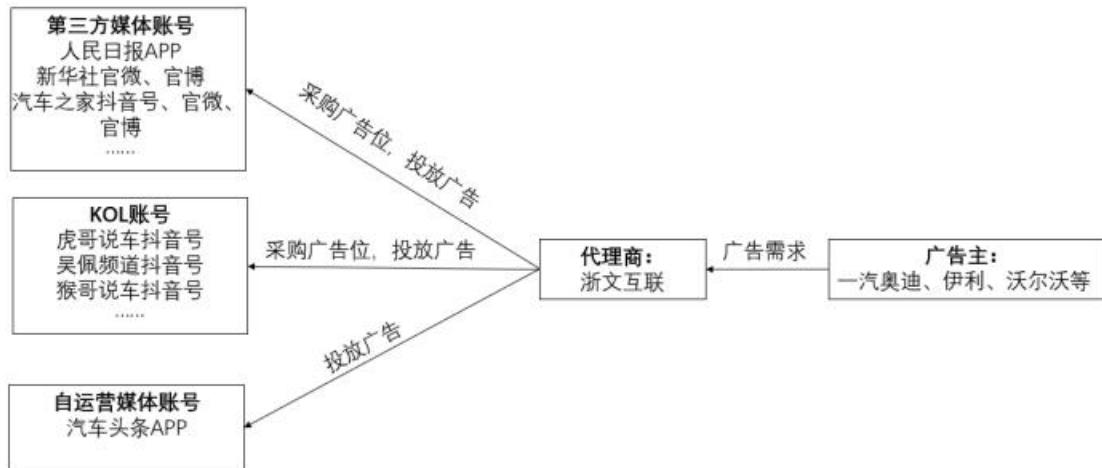 第三方媒体账号
人民日报APP
新华社官微、官博
汽车之家抖音号、官微、
官博
……
采购广告位，投放广告
KOL账号
虎哥说车抖音号
吴佩频道抖音号
猴哥说车抖音号
……
采购广告位，投放广告
代理商：
浙文互联
广告需求
广告主：
一汽奥迪、伊利、沃尔沃等
投放广告
自运营媒体账号
汽车头条APP